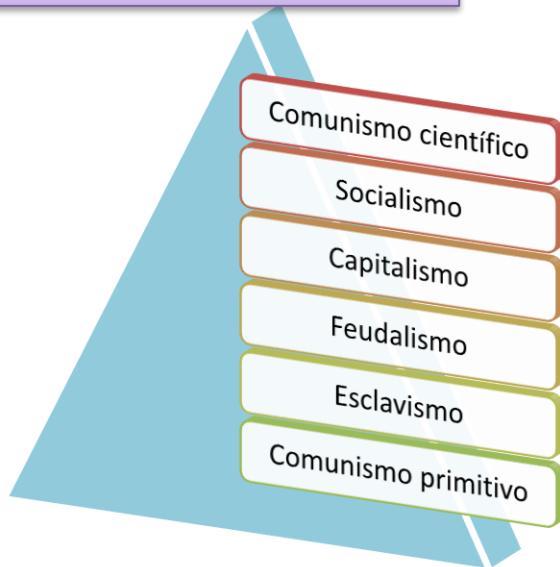 Comunismo científico
Socialismo
Capitalismo
Feudalismo
Esclavismo
Comunismo primitivo